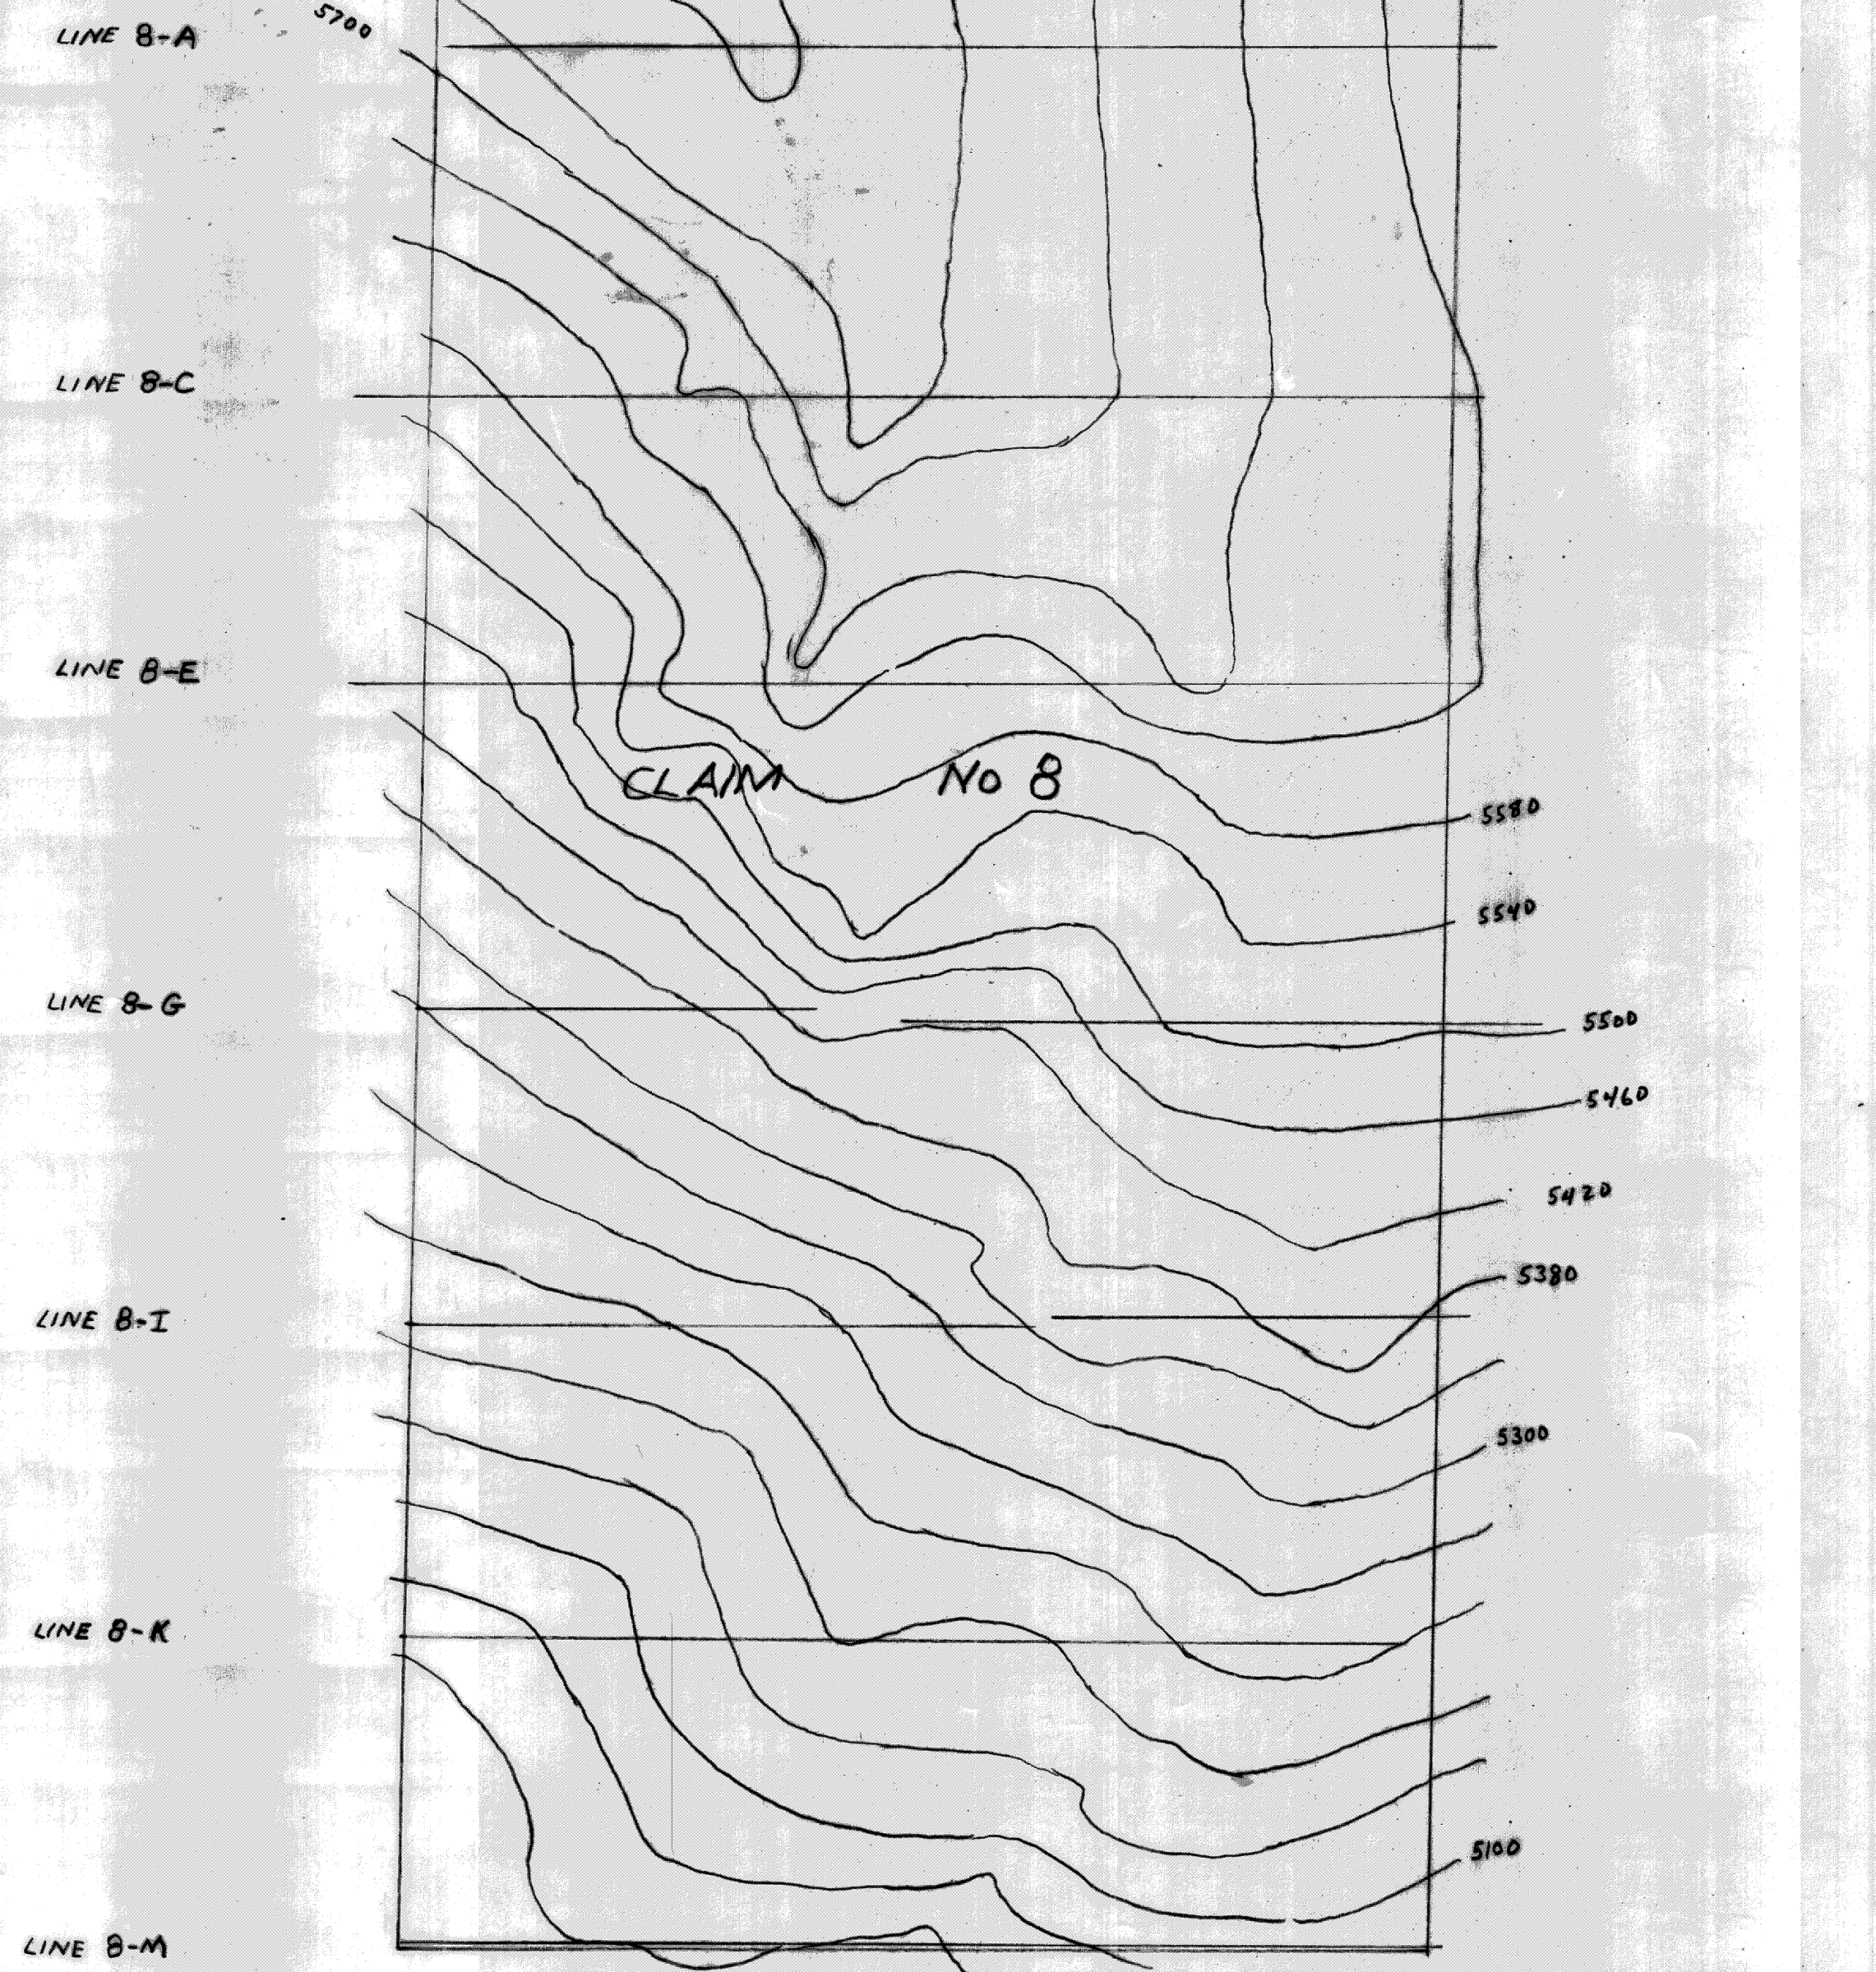 5700
LINE 8-A
LINE 8-C
LINE 8-E
CLAIM No 8
5580
5540
LINE 8-G
5500
5460
5420
5380
LINE 8-I
5300
LINE 8-K
5100
LINE 8-M